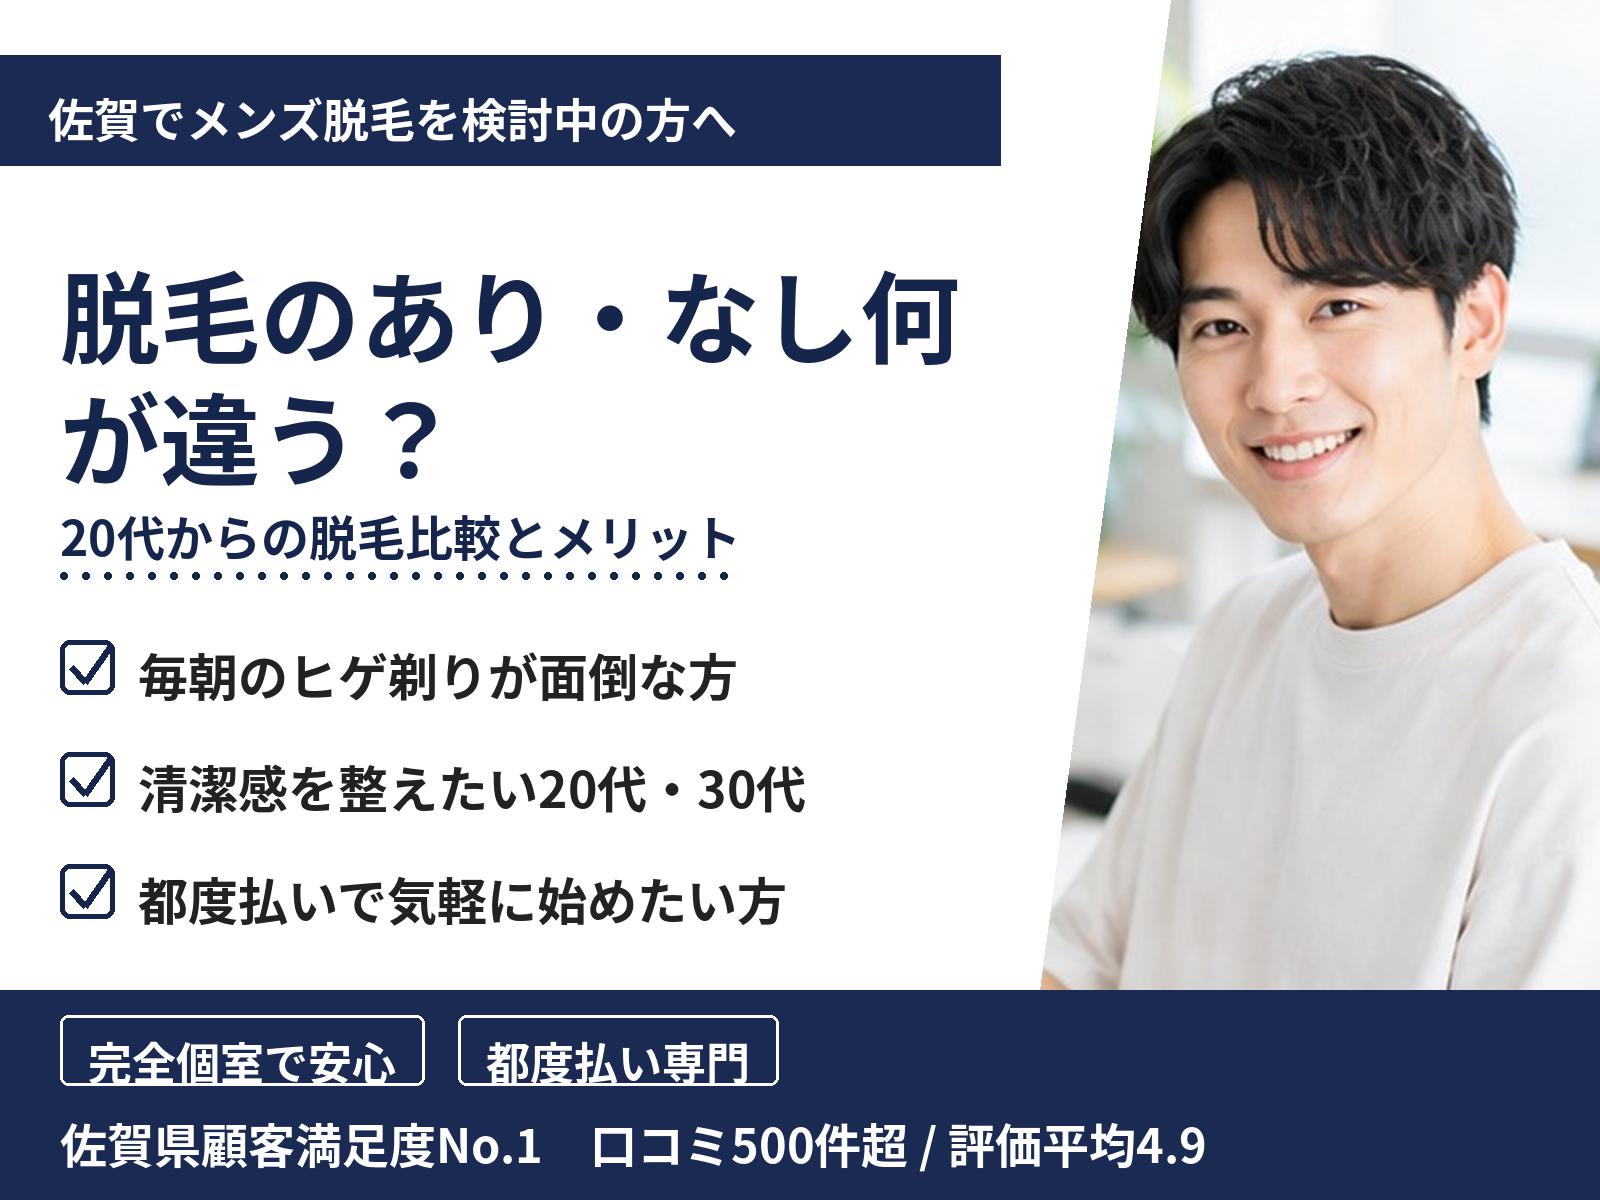 佐賀でメンズ脱毛を検討中の方へ
脱毛のあり・なし何
が違う？
20代からの脱毛比較とメリット
毎朝のヒゲ剃りが面倒な方
清潔感を整えたい20代・30代
都度払いで気軽に始めたい方
完全個室で安心 都度払い専門
佐賀県顧客満足度No.1　口コミ500件超 / 評価平均4.9